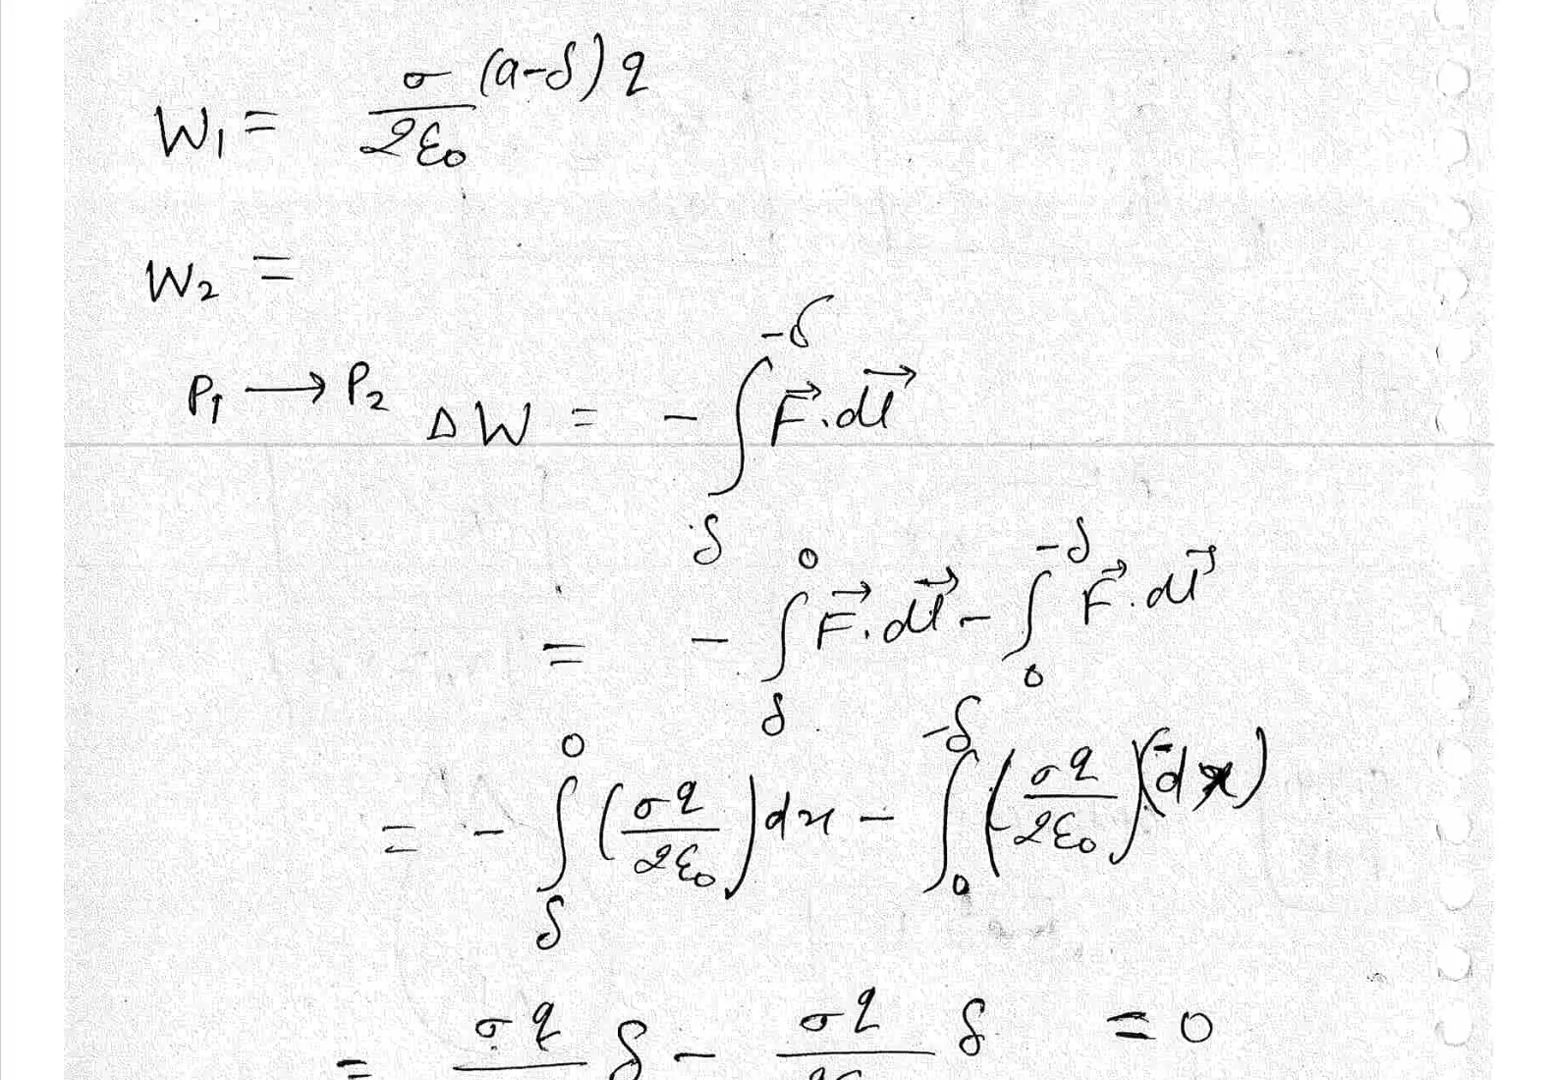 W₁ = σ/2ε₀ (a-δ) q
W₂ =
P₁ → P₂ ΔW = - ∫_δ^{-δ} F⃗.dl⃗
= - ∫_δ^0 F⃗.dl⃗ - ∫_0^{-δ} F⃗.dl⃗
= - ∫_δ^0 (σq/2ε₀) dx - ∫_0^{-δ} (σq/2ε₀)(-dx)
= σq/ δ - σq/2ε δ = 0